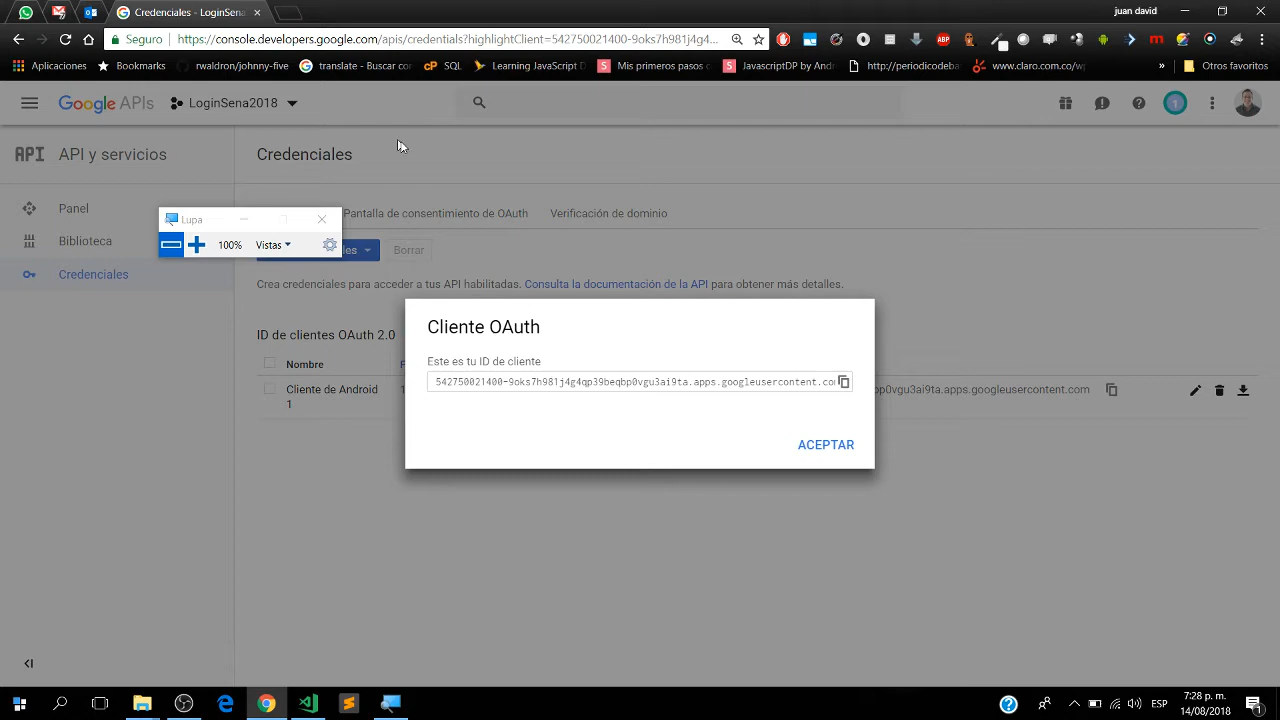 Credenciales - LoginSena
juan david
Seguro
https://console.developers.google.com/apis/credentials?highlightClient=542750021400-9oks7h981j4g4...
Aplicaciones
Bookmarks
rwaldron/johnny-five
translate - Buscar con
SQL
Learning JavaScript D
Mis primeros pasos c
JavascriptDP by Andr
http://periodicodeba
www.claro.com.co/w
»
Otros favoritos
Google APIs
LoginSena2018
API
API y servicios
Credenciales
Panel
Biblioteca
Credenciales
Lupa
100%
Vistas
Pantalla de consentimiento de OAuth
Verificación de dominio
les
Borrar
Crea credenciales para acceder a tus API habilitadas. Consulta la documentación de la API para obtener más detalles.
ID de clientes OAuth 2.0
Nombre
Cliente de Android
1
bp0vgu3ai9ta.apps.googleusercontent.com
Cliente OAuth
Este es tu ID de cliente
542750021400-9oks7h981j4g4qp39beqbp0vgu3ai9ta.apps.googleusercontent.com
ACEPTAR
ESP
7:28 p. m.
14/08/2018